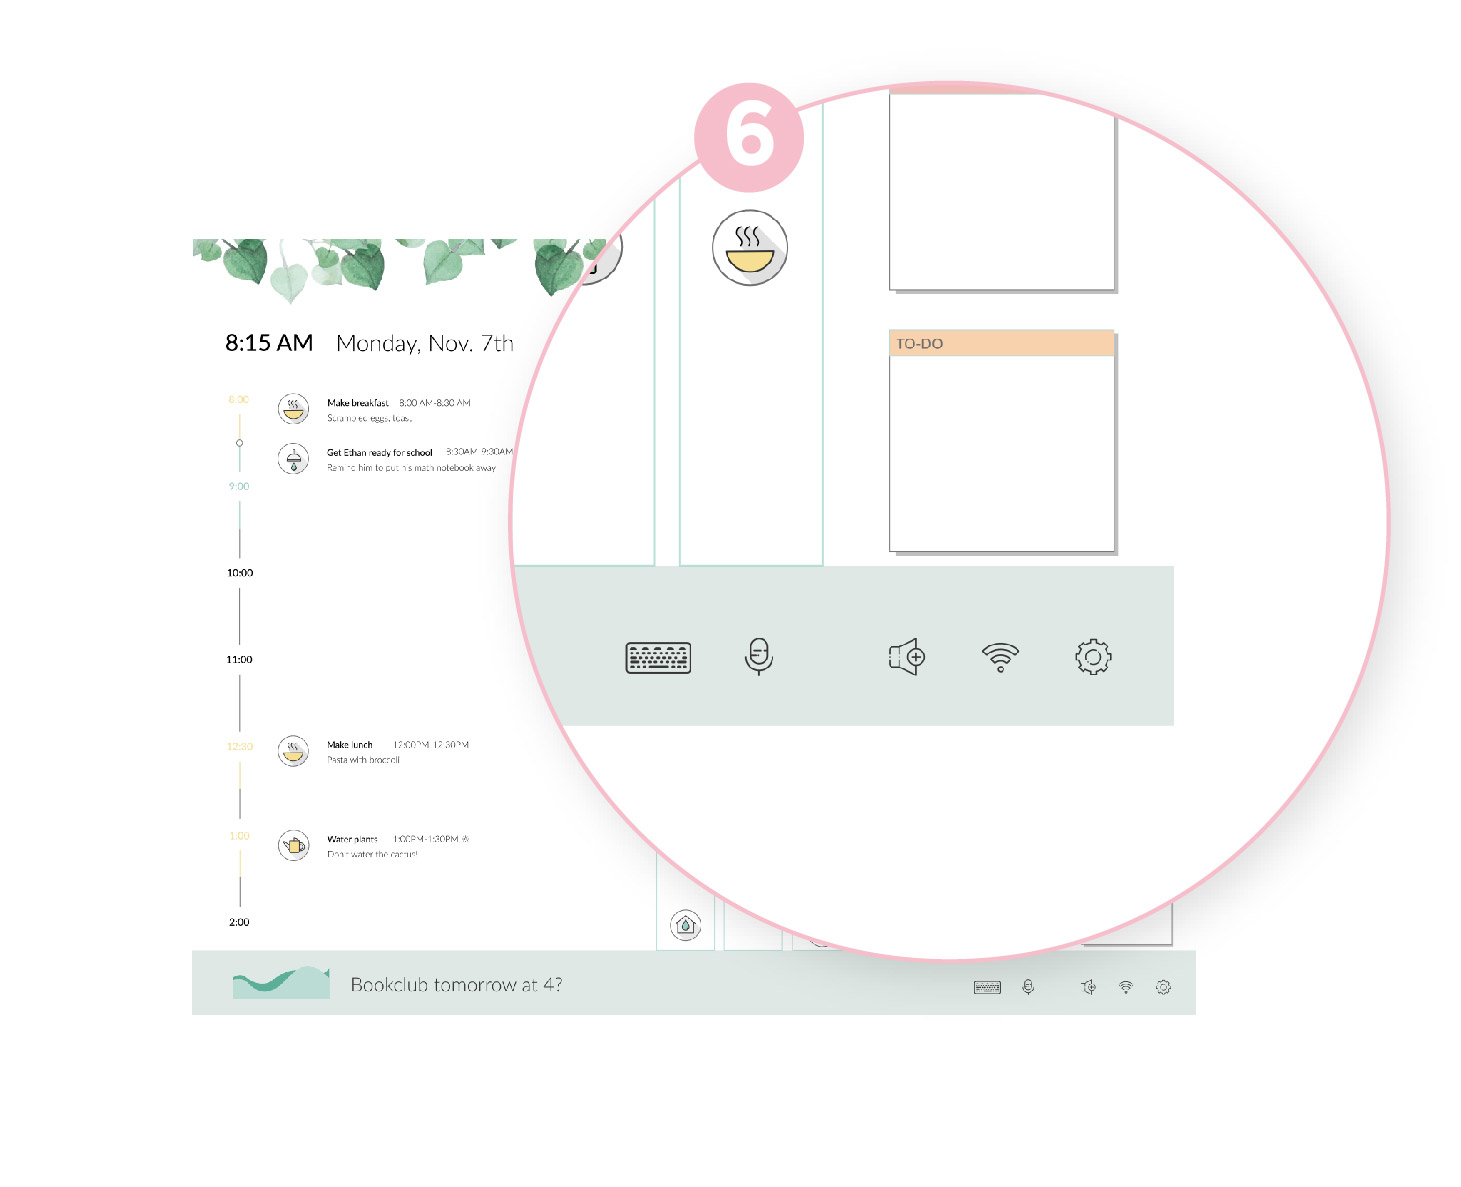 6
TO-DO
8:15 AM Monday, Nov. 7th
8:00
Make breakfast 8:00 AM-8:30 AM
Scrambled eggs, toast
Get Ethan ready for school 8:30AM-9:30AM
Remind him to put his math notebook away
9:00
10:00
11:00
12:30
Make lunch 12:00PM-12:30PM
Pasta with broccoli
1:00
Water plants 1:00PM-1:30PM
Don't water the cactus!
2:00
Bookclub tomorrow at 4?